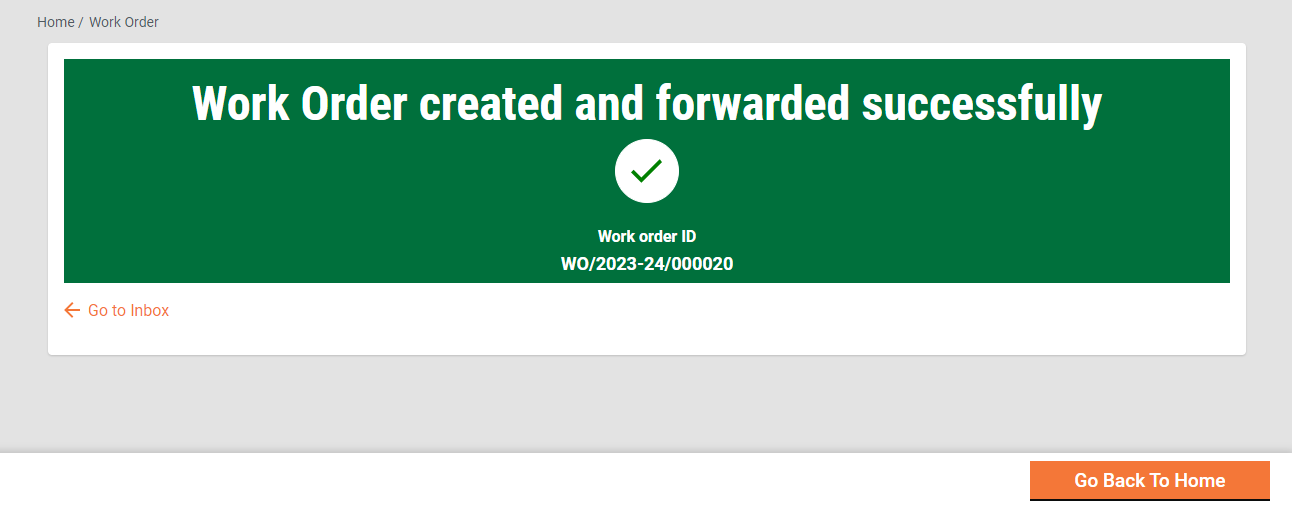 Home / Work Order
Work Order created and forwarded successfully
Work order ID
WO/2023-24/000020
Go to Inbox
Go Back To Home